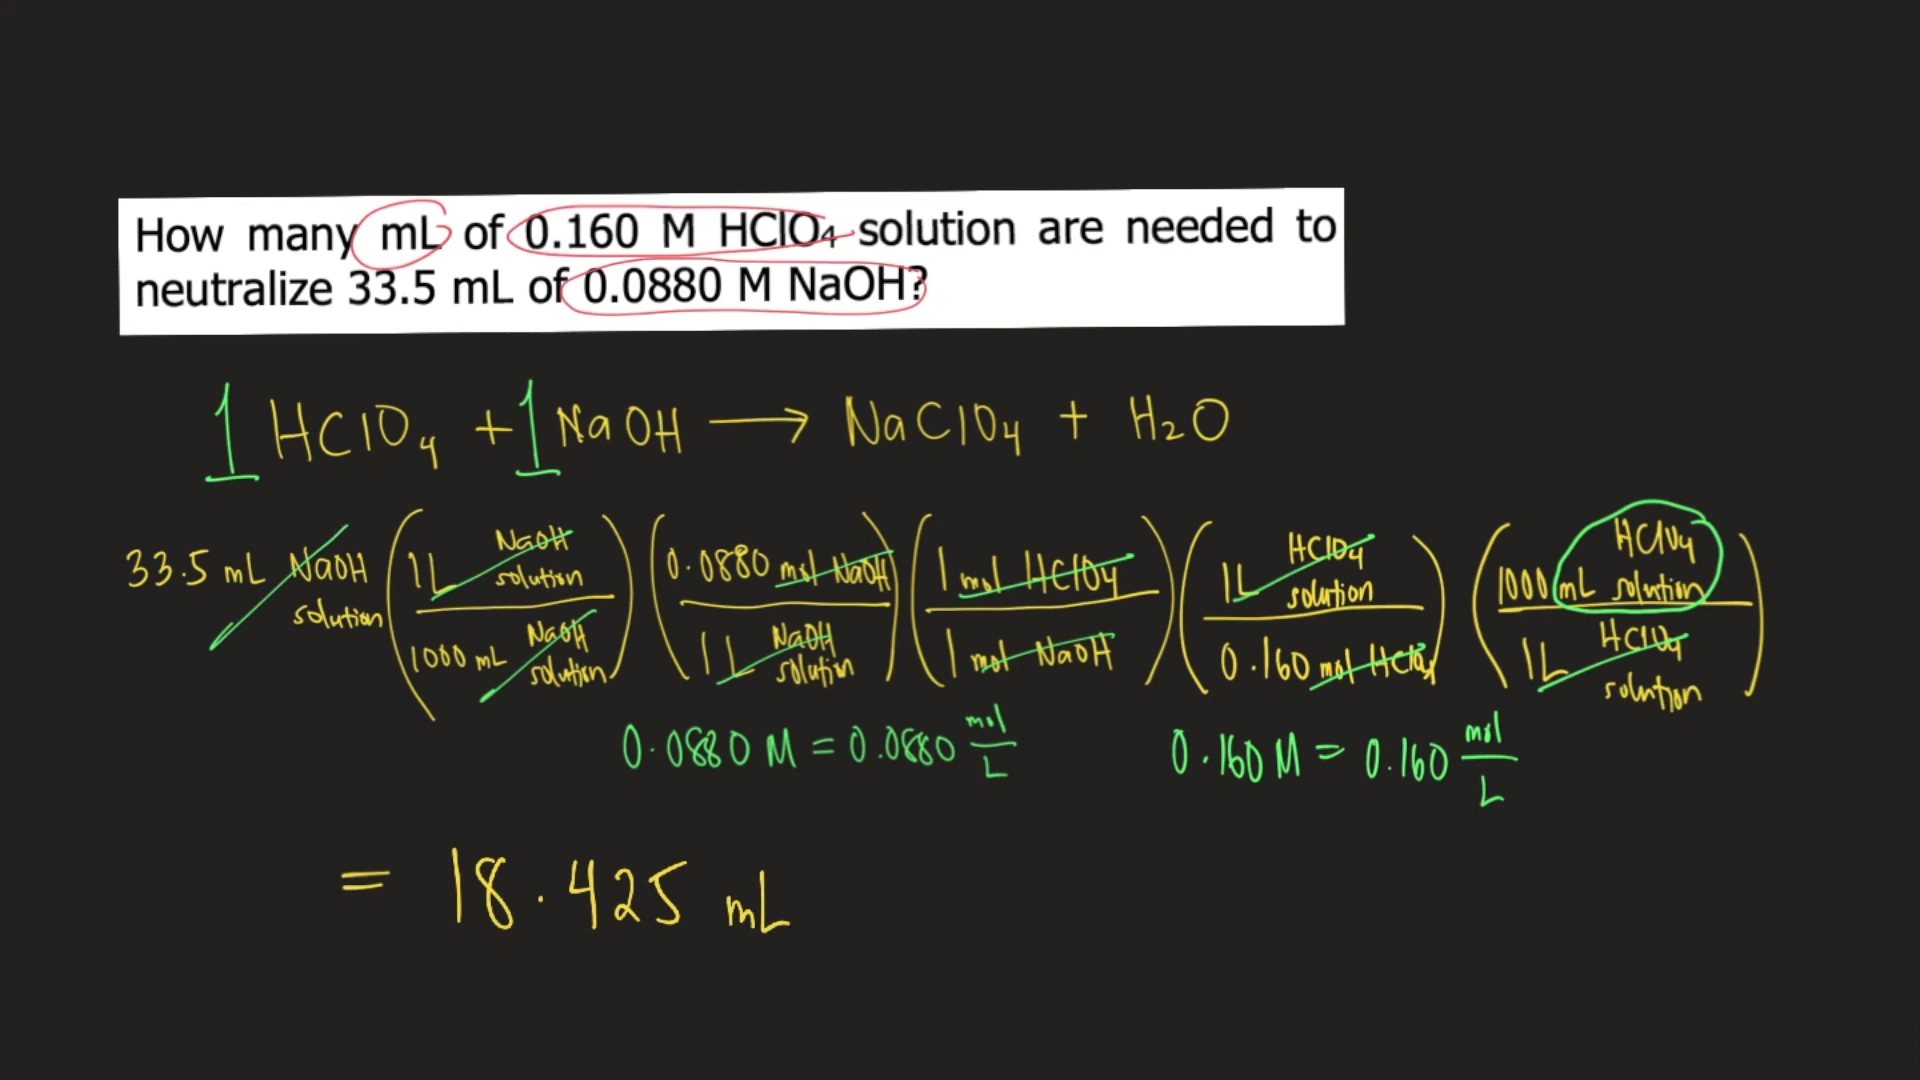 How many mL of 0.160 M HClO₄ solution are needed to
neutralize 33.5 mL of 0.0880 M NaOH?
1 HClO₄ + 1 NaOH → NaClO₄ + H₂O
33.5 mL NaOH solution (1L NaOH solution / 1000 mL NaOH solution) (0.0880 mol NaOH / 1 L NaOH solution) (1 mol HClO₄ / 1 mol NaOH) (1L HClO₄ solution / 0.160 mol HClO₄) (1000 mL HClO₄ solution / 1L HClO₄ solution)
0.0880 M = 0.0880 mol / L
0.160 M = 0.160 mol / L
= 18.425 mL